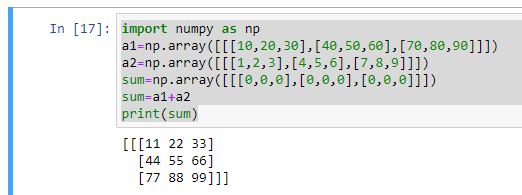 In [17]: import numpy as np
a1=np.array([[[10,20,30],[40,50,60],[70,80,90]]])
a2=np.array([[[1,2,3],[4,5,6],[7,8,9]]])
sum=np.array([[[0,0,0],[0,0,0],[0,0,0]]])
sum=a1+a2
print(sum)
[[[11 22 33]
  [44 55 66]
  [77 88 99]]]